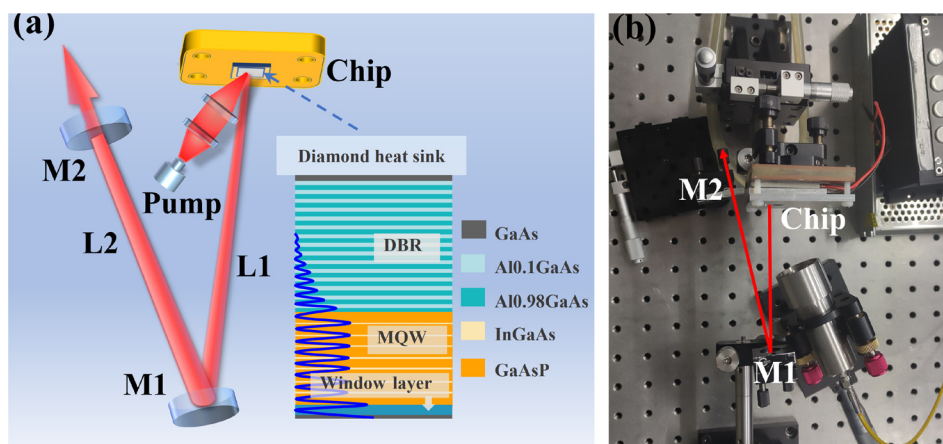 (a)
Chip
M2
Pump
L2
L1
M1
Diamond heat sink
DBR
MQW
Window layer
GaAs
Al0.1GaAs
Al0.98GaAs
InGaAs
GaAsP
(b)
M2
Chip
M1